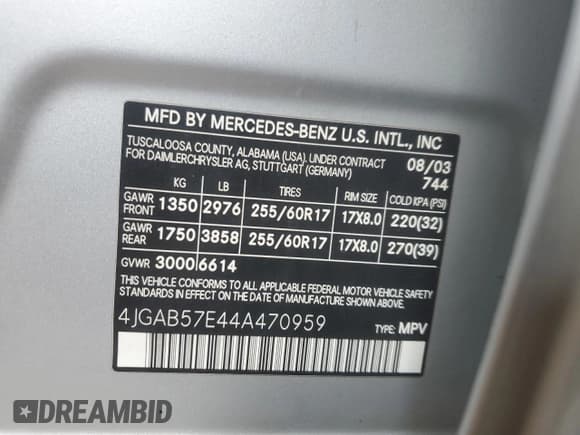 MFD BY MERCEDES-BENZ U.S. INTL., INC
TUSCALOOSA COUNTY, ALABAMA (USA). UNDER CONTRACT
FOR DAIMLERCHRYSLER AG, STUTTGART (GERMANY)
08/03
744
KG LB TIRES RIM SIZE COLD KPA (PSI)
GAWR FRONT 1350 2976 255/60R17 17X8.0 220(32)
GAWR REAR 1750 3858 255/60R17 17X8.0 270(39)
GVWR 3000 6614
THIS VEHICLE CONFORMS TO ALL APPLICABLE FEDERAL MOTOR VEHICLE SAFETY
STANDARDS IN EFFECT ON THE DATE OF MANUFACTURE SHOWN ABOVE.
4JGAB57E44A470959 TYPE: MPV
DREAMBID